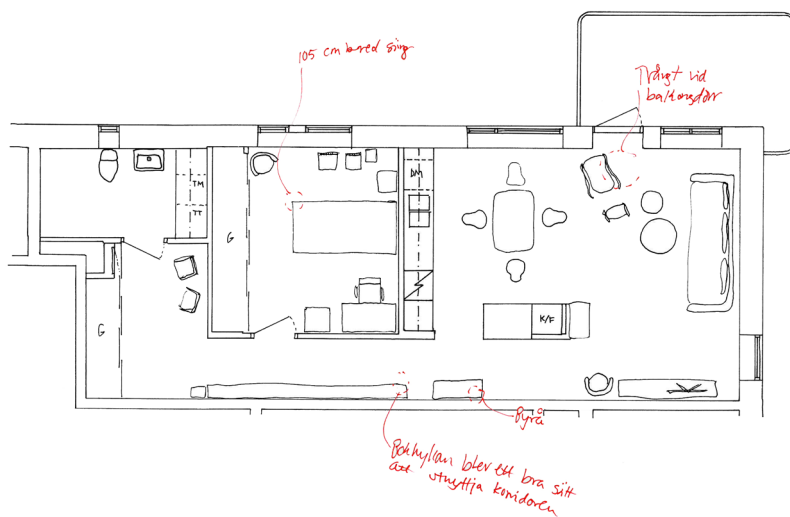 105 cm bred säng
Trångt vid
balkongdörr
DM
TM
TT
G
G
K/F
Byrå
Bokhyllan blev ett bra sätt
att utnyttja korridoren